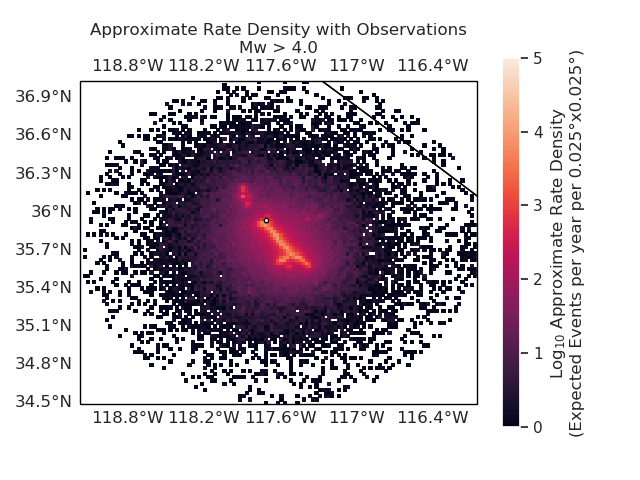 Approximate Rate Density with Observations
Mw > 4.0
118.8°W 118.2°W 117.6°W 117°W 116.4°W
36.9°N
36.6°N
36.3°N
36°N
35.7°N
35.4°N
35.1°N
34.8°N
34.5°N
118.8°W 118.2°W 117.6°W 117°W 116.4°W
5
4
3
2
1
0
Log₁₀ Approximate Rate Density
(Expected Events per year per 0.025°x0.025°)